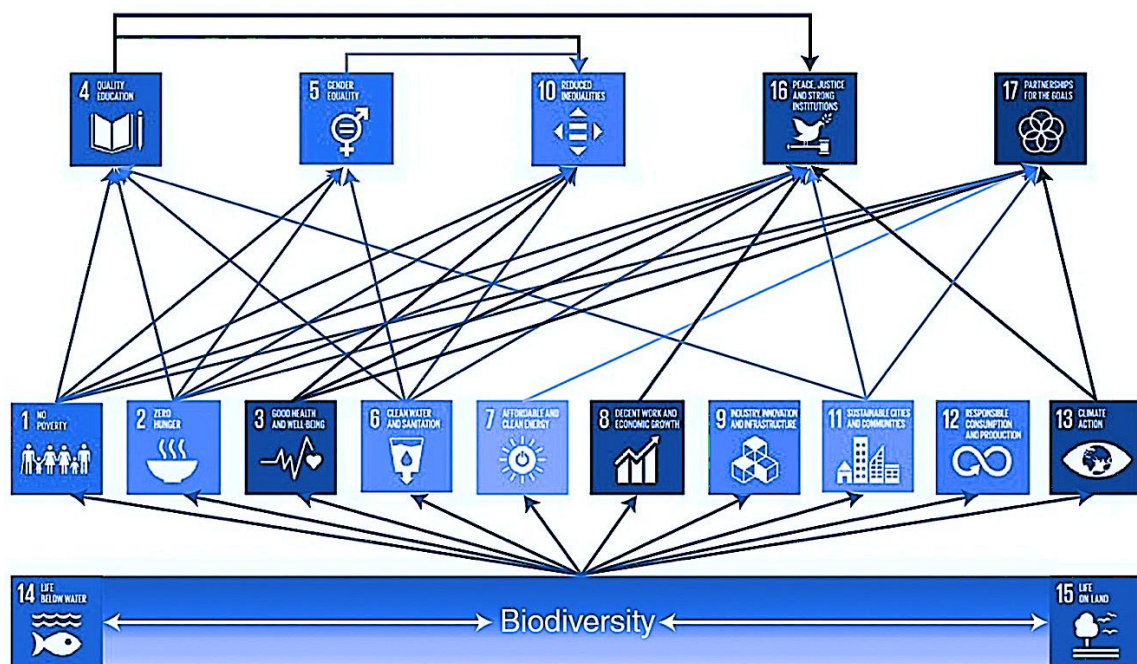 4 QUALITY
EDUCATION
5 GENDER
EQUALITY
10 REDUCED
INEQUALITIES
16 PEACE, JUSTICE
AND STRONG
INSTITUTIONS
17 PARTNERSHIPS
FOR THE GOALS
1 NO
POVERTY
2 ZERO
HUNGER
3 GOOD HEALTH
AND WELL-BEING
6 CLEAN WATER
AND SANITATION
7 AFFORDABLE AND
CLEAN ENERGY
8 DECENT WORK AND
ECONOMIC GROWTH
9 INDUSTRY, INNOVATION
AND INFRASTRUCTURE
11 SUSTAINABLE CITIES
AND COMMUNITIES
12 RESPONSIBLE
CONSUMPTION
AND PRODUCTION
13 CLIMATE
ACTION
14 LIFE
BELOW WATER
Biodiversity
15 LIFE
ON LAND